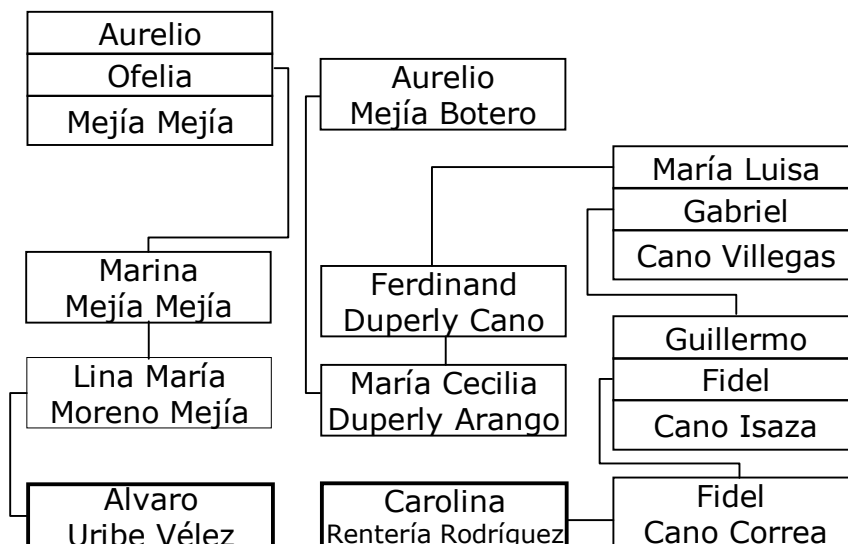 Aurelio
Ofelia
Mejía Mejía
Aurelio
Mejía Botero
María Luisa
Gabriel
Cano Villegas
Marina
Mejía Mejía
Ferdinand
Duperly Cano
Guillermo
Fidel
Cano Isaza
Lina María
Moreno Mejía
María Cecilia
Duperly Arango
Alvaro
Uribe Vélez
Carolina
Rentería Rodríguez
Fidel
Cano Correa